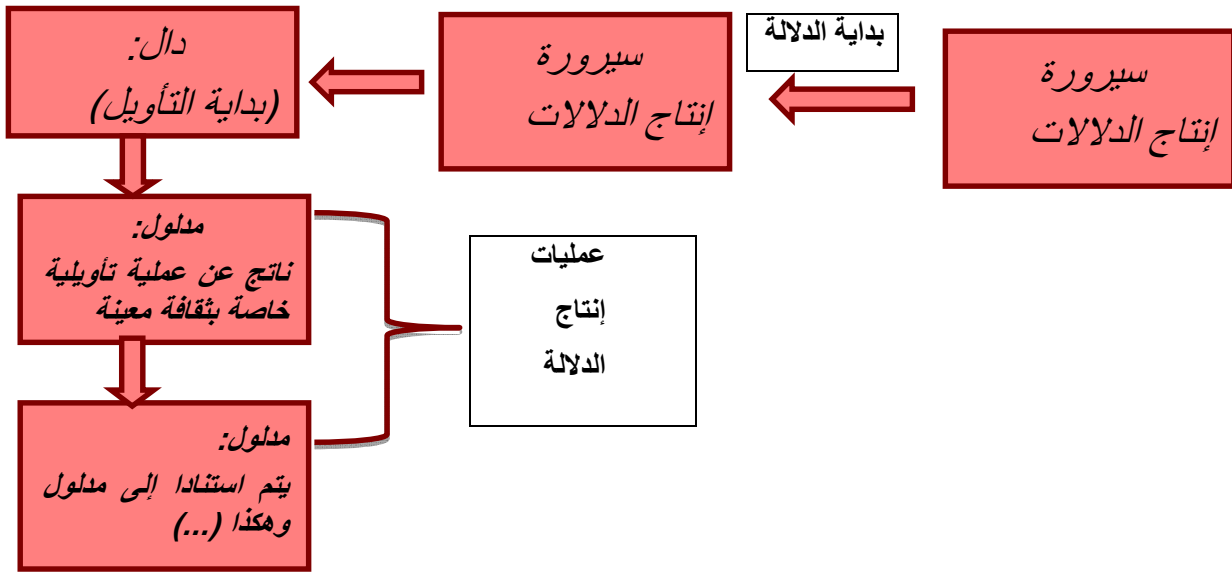 سيرورة
إنتاج الدلالات
بداية الدلالة
سيرورة
إنتاج الدلالات
دال:
(بداية التأويل)
مدلول:
ناتج عن عملية تأويلية
خاصة بثقافة معينة
مدلول:
يتم استنادا إلى مدلول
وهكذا (...)
عمليات
إنتاج
الدلالة